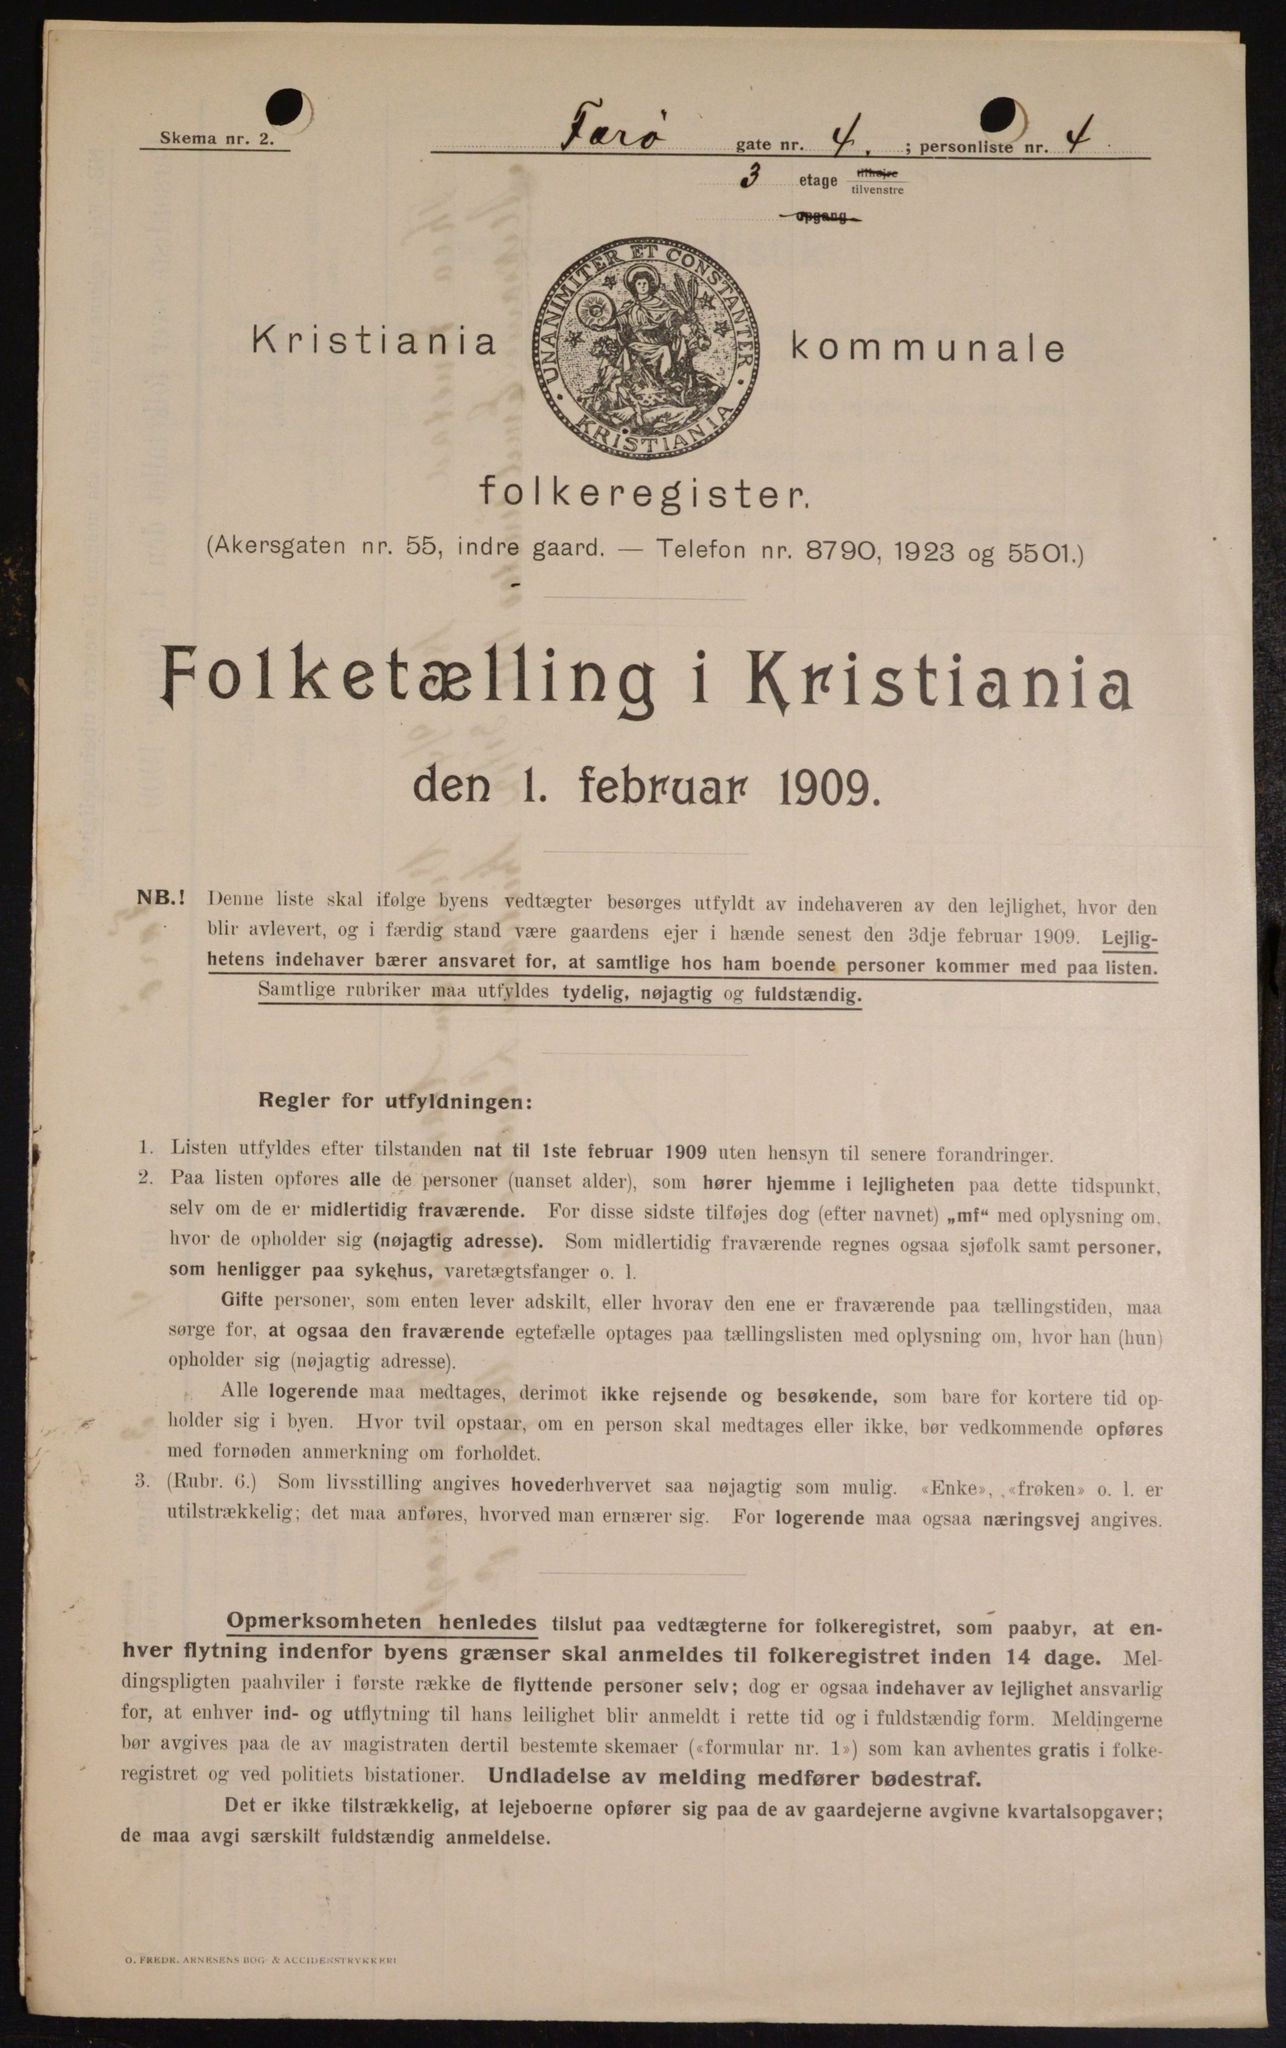 Skema nr. 2.
Færø gate nr. 4. ; personliste nr. 4
3 etage tilhøjre
tilvenstre
opgang
UNANIMITER ET CONSTANTER
KRISTIANIA
Kristiania kommunale
folkeregister.
(Akersgaten nr. 55, indre gaard. — Telefon nr. 8790, 1923 og 5501.)
Folketælling i Kristiania
den 1. februar 1909.
NB.! Denne liste skal ifølge byens vedtægter besørges utfyldt av indehaveren av den lejlighet, hvor den
blir avlevert, og i færdig stand være gaardens ejer i hænde senest den 3dje februar 1909. Lejlig-
hetens indehaver bærer ansvaret for, at samtlige hos ham boende personer kommer med paa listen.
Samtlige rubriker maa utfyldes tydelig, nøjagtig og fuldstændig.
Regler for utfyldningen:
1. Listen utfyldes efter tilstanden nat til 1ste februar 1909 uten hensyn til senere forandringer.
2. Paa listen opføres alle de personer (uanset alder), som hører hjemme i lejligheten paa dette tidspunkt,
selv om de er midlertidig fraværende. For disse sidste tilføjes dog (efter navnet) „mf“ med oplysning om,
hvor de opholder sig (nøjagtig adresse). Som midlertidig fraværende regnes ogsaa sjøfolk samt personer,
som henligger paa sykehus, varetægtsfanger o. l.
Gifte personer, som enten lever adskilt, eller hvorav den ene er fraværende paa tællingstiden, maa
sørge for, at ogsaa den fraværende egtefælle optages paa tællingslisten med oplysning om, hvor han (hun)
opholder sig (nøjagtig adresse).
Alle logerende maa medtages, derimot ikke rejsende og besøkende, som bare for kortere tid op-
holder sig i byen. Hvor tvil opstaar, om en person skal medtages eller ikke, bør vedkommende opføres
med fornøden anmerkning om forholdet.
3. (Rubr. 6.) Som livsstilling angives hovederhvervet saa nøjagtig som mulig. «Enke», «frøken» o. l. er
utilstrækkelig; det maa anføres, hvorved man ernærer sig. For logerende maa ogsaa næringsvej angives.
Opmerksomheten henledes tilslut paa vedtægterne for folkeregistret, som paabyr, at en-
hver flytning indenfor byens grænser skal anmeldes til folkeregistret inden 14 dage. Mel-
dingspligten paahviler i første række de flyttende personer selv; dog er ogsaa indehaver av lejlighet ansvarlig
for, at enhver ind- og utflytning til hans leilighet blir anmeldt i rette tid og i fuldstændig form. Meldingerne
bør avgives paa de av magistraten dertil bestemte skemaer («formular nr. 1») som kan avhentes gratis i folke-
registret og ved politiets bistationer. Undladelse av melding medfører bødestraf.
Det er ikke tilstrækkelig, at lejeboerne opfører sig paa de av gaardejerne avgivne kvartalsopgaver;
de maa avgi særskilt fuldstændig anmeldelse.
O. FREDR. ARNESENS BOG- & ACCIDENSTRYKKERI